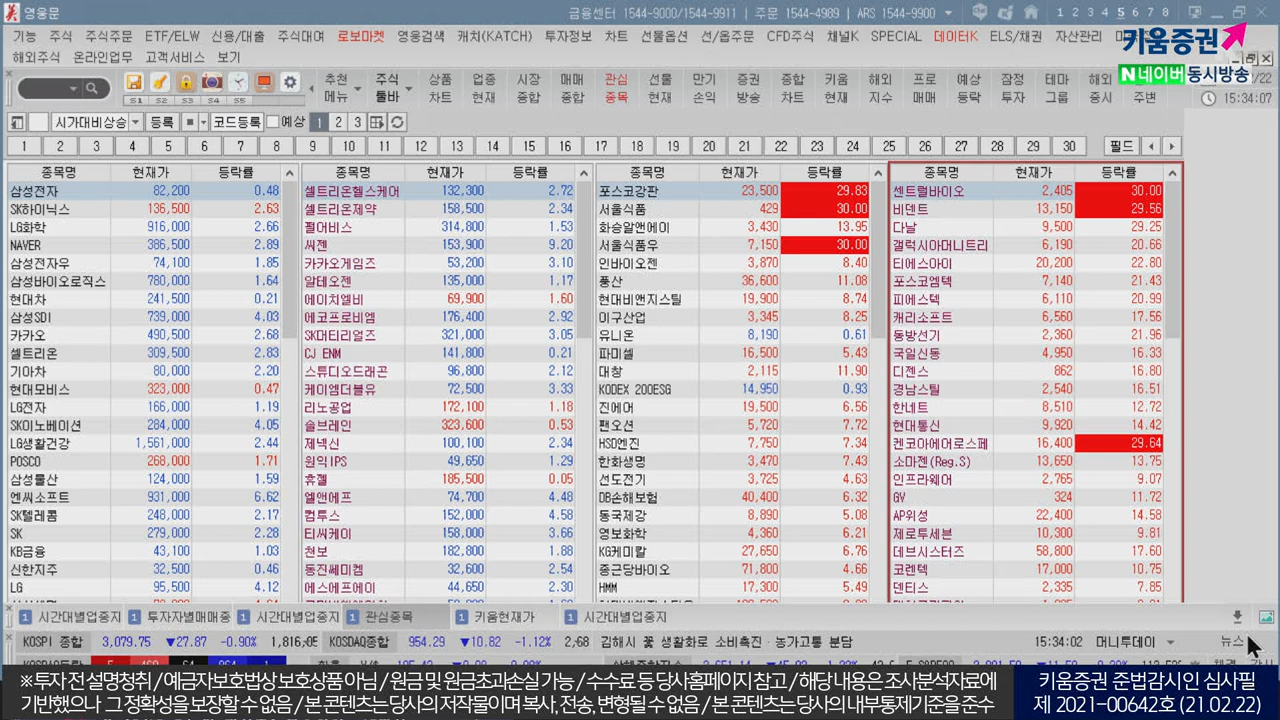 영웅문
금융센터 1544-9000/1544-9911 | 주문 1544-4989 | ARS 1544-9900
1 2 3 4 5 6 7 8
기능 주식 주식주문 ETF/ELW 신용/대출 주식대여 로보마켓 영웅검색 캐치(KATCH) 투자정보 차트 선물옵션 선/옵주문 CFD주식 채널K SPECIAL 데이터K ELS/채권 자산관리
해외주식 온라인업무 고객서비스 보기
키움증권
N네이버 동시방송
추천 메뉴 주식 툴바 상품 차트 업종 현재 시장 종합 매매 종합 관심 종목 선물 현재 만기 손익 증권 방송 종합 차트 키움 현재 해외 지수 프로 매매 예상 등락 잠정 투자 테마 그룹 해외 증시 주변
S1 S2 S3 S4 S5
15:34:07
시가대비상승 등록 코드등록 예상 1 2 3
1 2 3 4 5 6 7 8 9 10 11 12 13 14 15 16 17 18 19 20 21 22 23 24 25 26 27 28 29 30 필드
종목명 현재가 등락률 종목명 현재가 등락률 종목명 현재가 등락률 종목명 현재가 등락률
삼성전자 82,200 0.48 셀트리온헬스케어 132,300 2.72 포스코강판 23,500 29.83 센트럴바이오 2,405 30.00
SK하이닉스 136,500 2.63 셀트리온제약 158,500 2.34 서울식품 429 30.00 비덴트 13,150 29.56
LG화학 916,000 2.66 펄어비스 314,800 1.53 화승알앤에이 3,430 13.95 다날 9,500 29.25
NAVER 386,500 2.89 씨젠 153,900 9.20 서울식품우 7,150 30.00 갤럭시아머니트리 6,190 20.66
삼성전자우 74,100 1.85 카카오게임즈 53,200 3.10 인바이오젠 3,870 8.40 티에스아이 20,200 22.80
삼성바이오로직스 780,000 1.64 알테오젠 135,000 1.17 풍산 36,600 11.08 포스코엠텍 7,140 21.43
현대차 241,500 0.21 에이치엘비 69,900 1.60 현대비앤지스틸 19,900 8.74 피에스텍 6,110 20.99
삼성SDI 739,000 4.03 에코프로비엠 176,400 2.92 이구산업 3,345 8.25 캐리소프트 6,560 17.56
카카오 490,500 2.68 SK머티리얼즈 321,000 3.05 유니온 8,190 0.61 동방선기 2,360 21.96
셀트리온 309,500 2.83 CJ ENM 141,800 0.21 파미셀 16,500 5.43 국일신동 4,950 16.33
기아차 80,000 2.20 스튜디오드래곤 96,800 2.12 대창 2,115 11.90 디젠스 862 16.80
현대모비스 323,000 0.47 케이엠더블유 72,500 3.33 KODEX 200ESG 14,950 0.93 경남스틸 2,540 16.51
LG전자 166,000 1.19 리노공업 172,100 1.18 진에어 19,500 6.56 한네트 8,510 12.72
SK이노베이션 284,000 4.05 솔브레인 323,600 0.53 팬오션 5,720 7.72 현대통신 9,920 14.42
LG생활건강 1,561,000 2.44 제넥신 100,100 2.34 HSD엔진 7,750 7.34 켄코아에어로스페 16,400 29.64
POSCO 268,000 1.71 원익IPS 49,650 1.29 한화생명 3,470 7.43 소마젠(Reg.S) 13,650 13.75
삼성물산 124,000 1.59 휴젤 185,500 0.05 선도전기 3,725 4.63 인프라웨어 2,765 9.07
엔씨소프트 931,000 6.62 엘앤에프 74,700 4.48 DB손해보험 40,400 6.32 GV 324 11.72
SK텔레콤 248,000 2.17 컴투스 152,000 4.58 동국제강 8,890 5.08 AP위성 22,400 14.58
SK 279,000 2.28 티씨케이 158,000 3.66 영보화학 4,360 6.21 제로투세븐 10,300 9.81
KB금융 43,100 1.03 천보 182,800 1.88 KG케미칼 27,650 6.76 데브시스터즈 58,800 17.60
신한지주 32,500 0.46 동진쎄미켐 32,600 2.54 종근당바이오 71,800 4.66 코렌텍 17,000 10.75
LG 95,500 4.12 에스에프에이 44,650 2.30 HMM 17,300 5.49 덴티스 2,335 7.85
1 시간대별업종지 1 투자자별매매종 1 시간대별업종지 1 관심종목 1 키움현재가 1 시간대별업종지
KOSPI 종합 3,079.75 ▼27.87 -0.90% KOSDAQ종합 954.29 ▼10.82 -1.12% 2,68 김해시 꽃 생활화로 소비촉진·농가고통 분담 15:34:02 머니투데이 뉴스
※ 투자 전 설명청취 / 예금자보호법상 보호상품 아님 / 원금 및 원금초과손실 가능 / 수수료 등 당사홈페이지 참고 / 해당 내용은 조사분석자료에
기반했으나 그 정확성을 보장할 수 없음 / 본 콘텐츠는 당사의 저작물이며 복사, 전송, 변형될 수 없음 / 본 콘텐츠는 당사의 내부통제기준을 준수
키움증권 준법감시인 심사필
제 2021-00642호 (21.02.22)